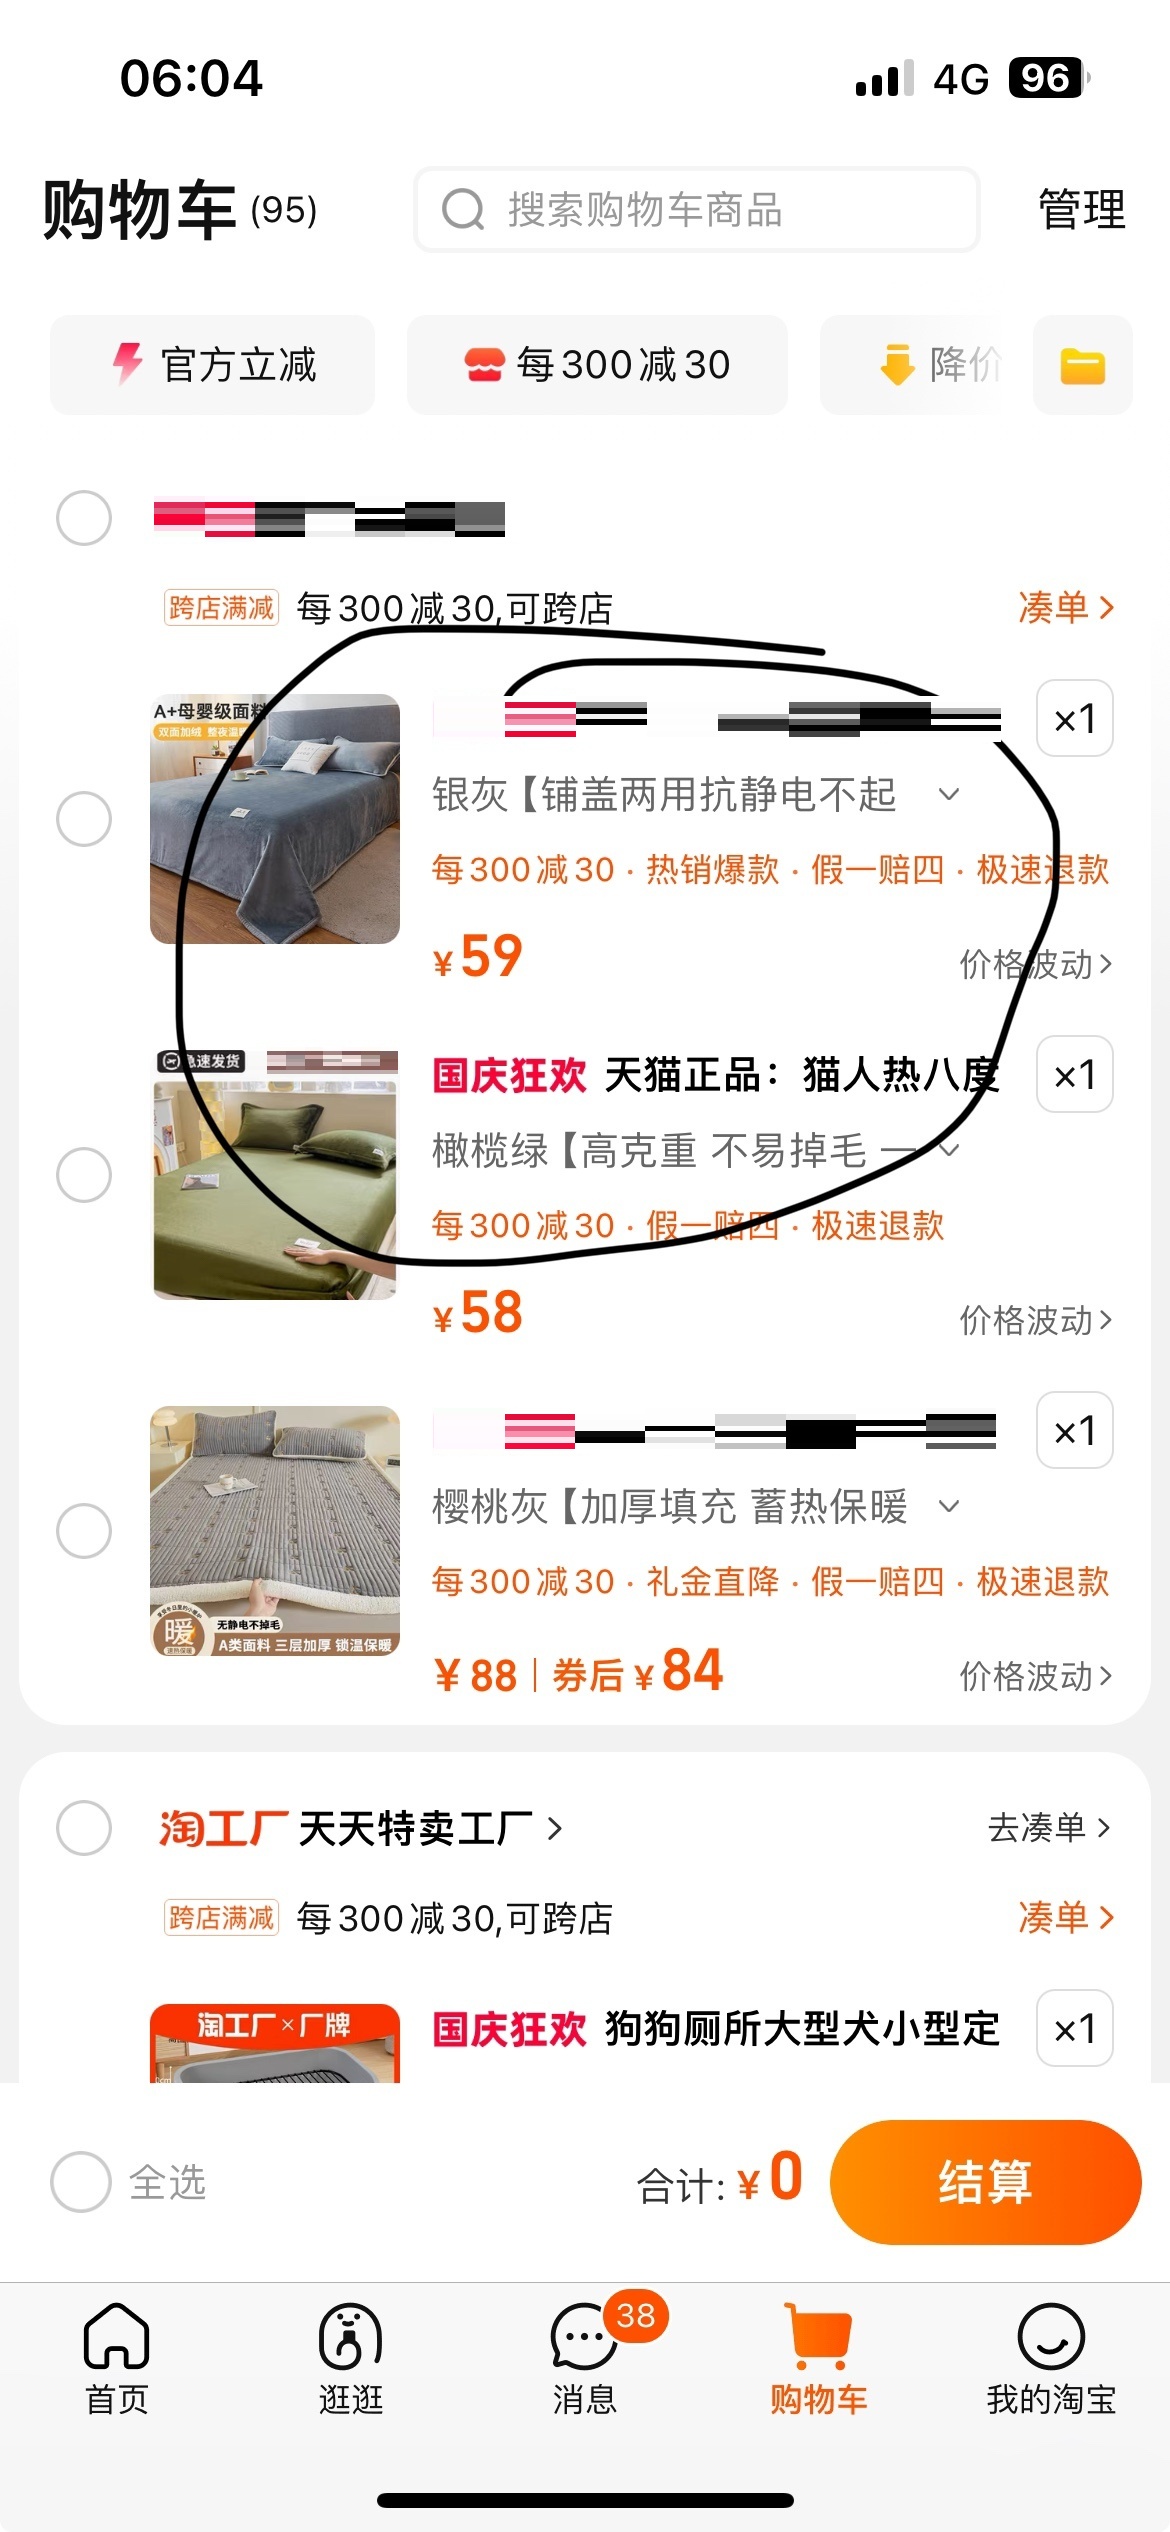 06:04
4G 96
购物车(95)
搜索购物车商品
管理
官方立减
每300减30
降价
跨店满减 每300减30,可跨店
凑单
A+母婴级面料
双面加绒 整夜温暖
×1
银灰【铺盖两用抗静电不起
每300减30 · 热销爆款 · 假一赔四 · 极速退款
¥59
价格波动
急速发货
国庆狂欢 天猫正品：猫人热八度
×1
橄榄绿【高克重 不易掉毛 一
每300减30 · 假一赔四 · 极速退款
¥58
价格波动
×1
樱桃灰【加厚填充 蓄热保暖
每300减30 · 礼金直降 · 假一赔四 · 极速退款
暖
无静电不掉毛
A类面料 三层加厚 锁温保暖
¥88 券后¥84
价格波动
淘工厂 天天特卖工厂
去凑单
跨店满减 每300减30,可跨店
凑单
淘工厂×厂牌
国庆狂欢 狗狗厕所大型犬小型定
×1
全选
合计: ¥0
结算
38
首页
逛逛
消息
购物车
我的淘宝